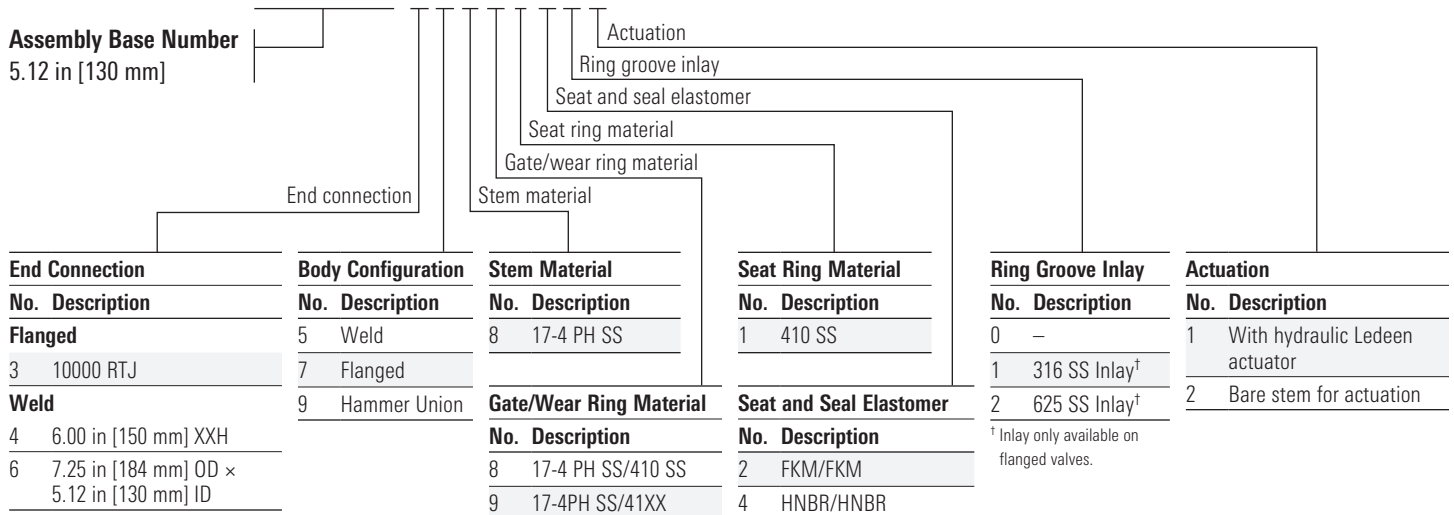 Assembly Base Number
5.12 in [130 mm]
Actuation
Ring groove inlay
Seat and seal elastomer
Seat ring material
Gate/wear ring material
End connection
Stem material
End Connection
No. Description
Flanged
3 10000 RTJ
Weld
4 6.00 in [150 mm] XXH
6 7.25 in [184 mm] OD ×
5.12 in [130 mm] ID
Body Configuration
No. Description
5 Weld
7 Flanged
9 Hammer Union
Stem Material
No. Description
8 17-4 PH SS
Gate/Wear Ring Material
No. Description
8 17-4 PH SS/410 SS
9 17-4PH SS/41XX
Seat Ring Material
No. Description
1 410 SS
Seat and Seal Elastomer
No. Description
2 FKM/FKM
4 HNBR/HNBR
Ring Groove Inlay
No. Description
0 –
1 316 SS Inlay†
2 625 SS Inlay†
† Inlay only available on
flanged valves.
Actuation
No. Description
1 With hydraulic Ledeen
actuator
2 Bare stem for actuation